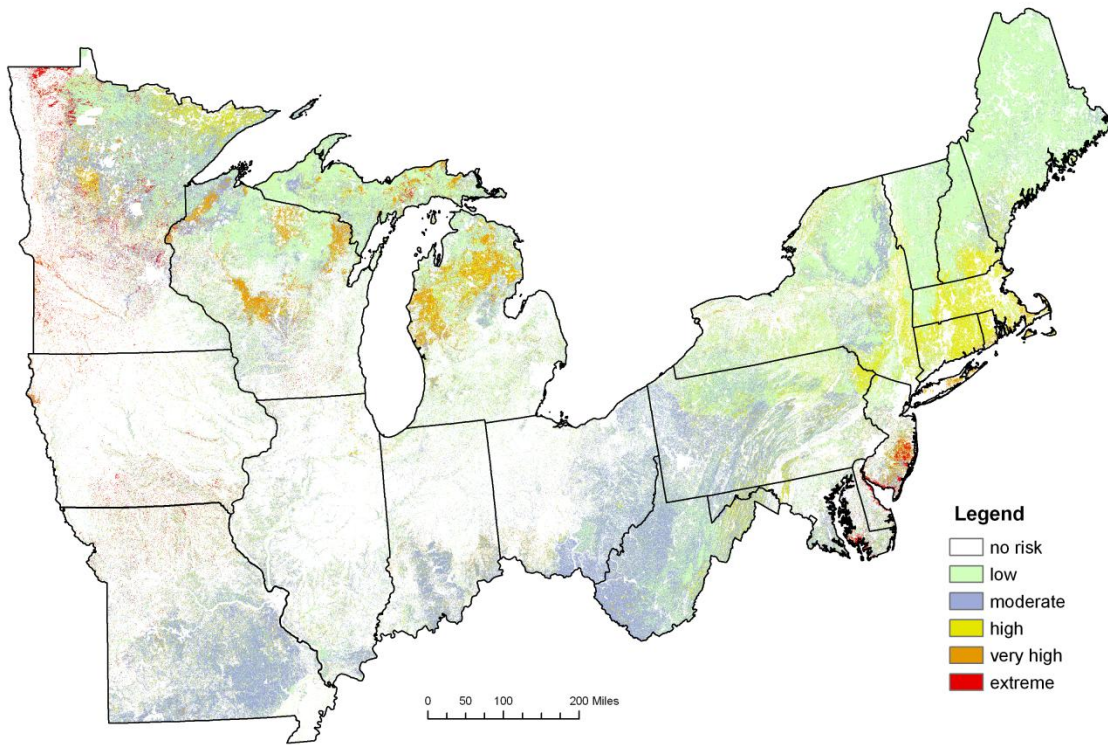 Legend
no risk
low
moderate
high
very high
extreme
0 50 100 200 Miles